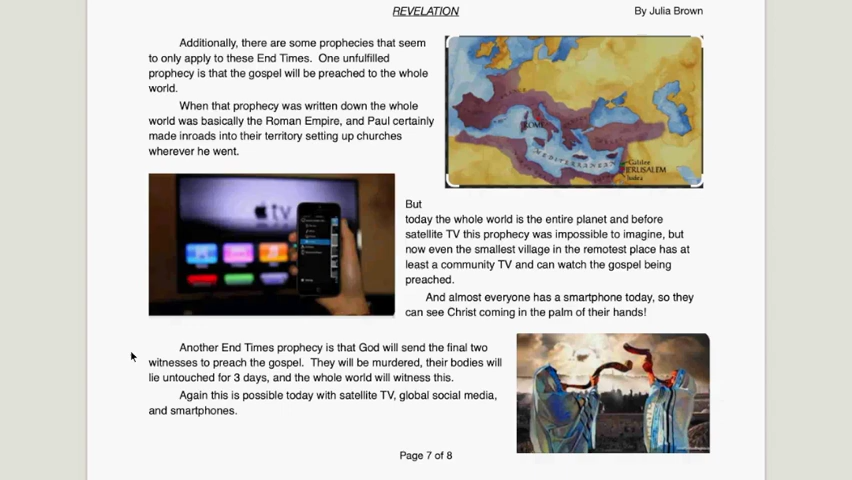 REVELATION
By Julia Brown
Additionally, there are some prophecies that seem
to only apply to these End Times. One unfulfilled
prophecy is that the gospel will be preached to the whole
world.
When that prophecy was written down the whole
world was basically the Roman Empire, and Paul certainly
made inroads into their territory setting up churches
wherever he went.
ROME
MEDITERRANEAN
Galilee
JERUSALEM
Judea
tv
But
today the whole world is the entire planet and before
satellite TV this prophecy was impossible to imagine, but
now even the smallest village in the remotest place has at
least a community TV and can watch the gospel being
preached.
And almost everyone has a smartphone today, so they
can see Christ coming in the palm of their hands!
Another End Times prophecy is that God will send the final two
witnesses to preach the gospel. They will be murdered, their bodies will
lie untouched for 3 days, and the whole world will witness this.
Again this is possible today with satellite TV, global social media,
and smartphones.
Page 7 of 8